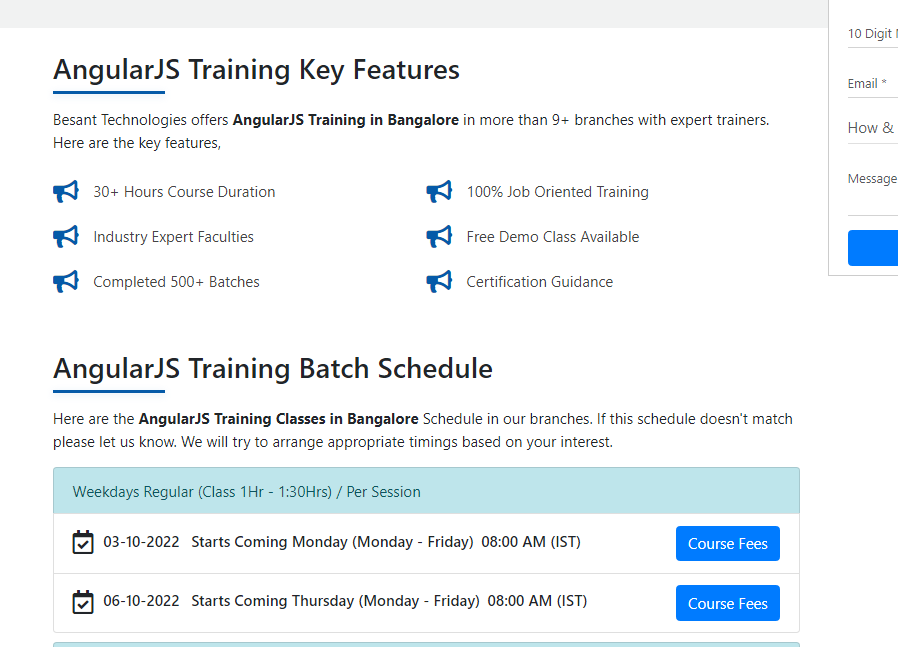 AngularJS Training Key Features
Besant Technologies offers AngularJS Training in Bangalore in more than 9+ branches with expert trainers.
Here are the key features,
30+ Hours Course Duration
100% Job Oriented Training
Industry Expert Faculties
Free Demo Class Available
Completed 500+ Batches
Certification Guidance
AngularJS Training Batch Schedule
Here are the AngularJS Training Classes in Bangalore Schedule in our branches. If this schedule doesn't match
please let us know. We will try to arrange appropriate timings based on your interest.
Weekdays Regular (Class 1Hr - 1:30Hrs) / Per Session
03-10-2022 Starts Coming Monday (Monday - Friday) 08:00 AM (IST)
Course Fees
06-10-2022 Starts Coming Thursday (Monday - Friday) 08:00 AM (IST)
Course Fees
10 Digit
Email *
How &
Message